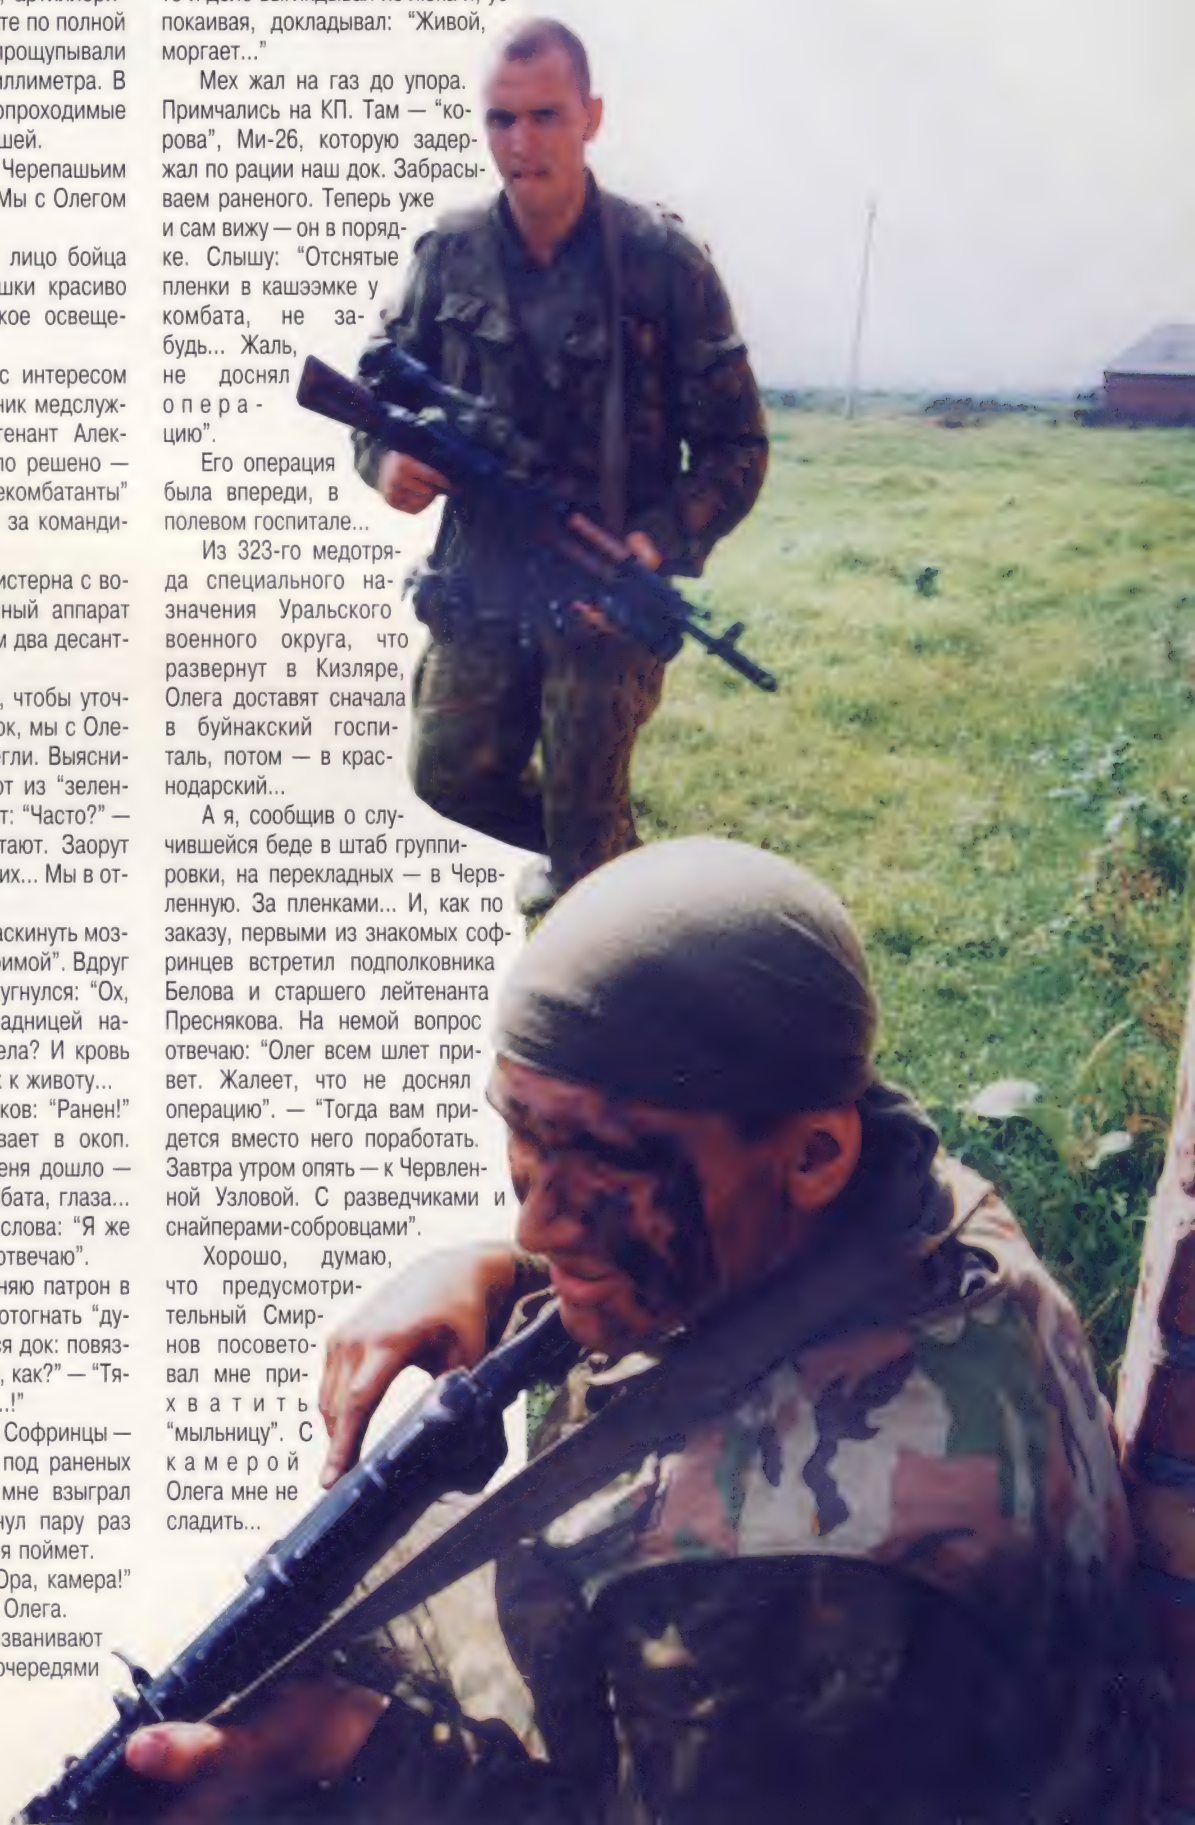 , артиллери-
те по полной
прощупывали
иллиметра. В
опроходимые
шей.
Черепашьим
Мы с Олегом
лицо бойца
шки красиво
кое освеще-
с интересом
ник медслуж-
тенант Алек-
ло решено —
екомбатанты”
за команди-
истерна с во-
ный аппарат
м два десант-
, чтобы уточ-
ок, мы с Оле-
егли. Выясни-
от из “зелен-
т: “Часто?” —
тают. Заорут
их... Мы в от-
аскинуть моз-
римой”. Вдруг
угнулся: “Ох,
адницей на-
ела? И кровь
к животу...
ков: “Ранен!”
вает в окоп.
еня дошло —
бата, глаза...
слова: “Я же
отвечаю”.
няю патрон в
отогнать “ду-
ся док: повяз-
, как?” — “Тя-
..!”
Софринцы —
под раненых
мне взыграл
нул пару раз
я поймет.
Юра, камера!”
Олега.
званивают
очередями
покаивая, докладывал: “Живой,
моргает...”
Мех жал на газ до упора.
Примчались на КП. Там — “ко-
рова”, Ми-26, которую задер-
жал по рации наш док. Забрасы-
ваем раненого. Теперь уже
и сам вижу — он в поряд-
ке. Слышу: “Отснятые
пленки в кашээмке у
комбата, не за-
будь... Жаль,
не доснял
опера-
цию”.
Его операция
была впереди, в
полевом госпитале...
Из 323-го медотря-
да специального на-
значения Уральского
военного округа, что
развернут в Кизляре,
Олега доставят сначала
в буйнакский госпи-
таль, потом — в крас-
нодарский...
А я, сообщив о слу-
чившейся беде в штаб группи-
ровки, на перекладных — в Черв-
ленную. За пленками... И, как по
заказу, первыми из знакомых соф-
ринцев встретил подполковника
Белова и старшего лейтенанта
Преснякова. На немой вопрос
отвечаю: “Олег всем шлет при-
вет. Жалеет, что не доснял
операцию”. — “Тогда вам при-
дется вместо него поработать.
Завтра утром опять — к Червлен-
ной Узловой. С разведчиками и
снайперами-собровцами”.
Хорошо, думаю,
что предусмотри-
тельный Смир-
нов посовето-
вал мне при-
хватить
“мыльницу”. С
камерой
Олега мне не
сладить...